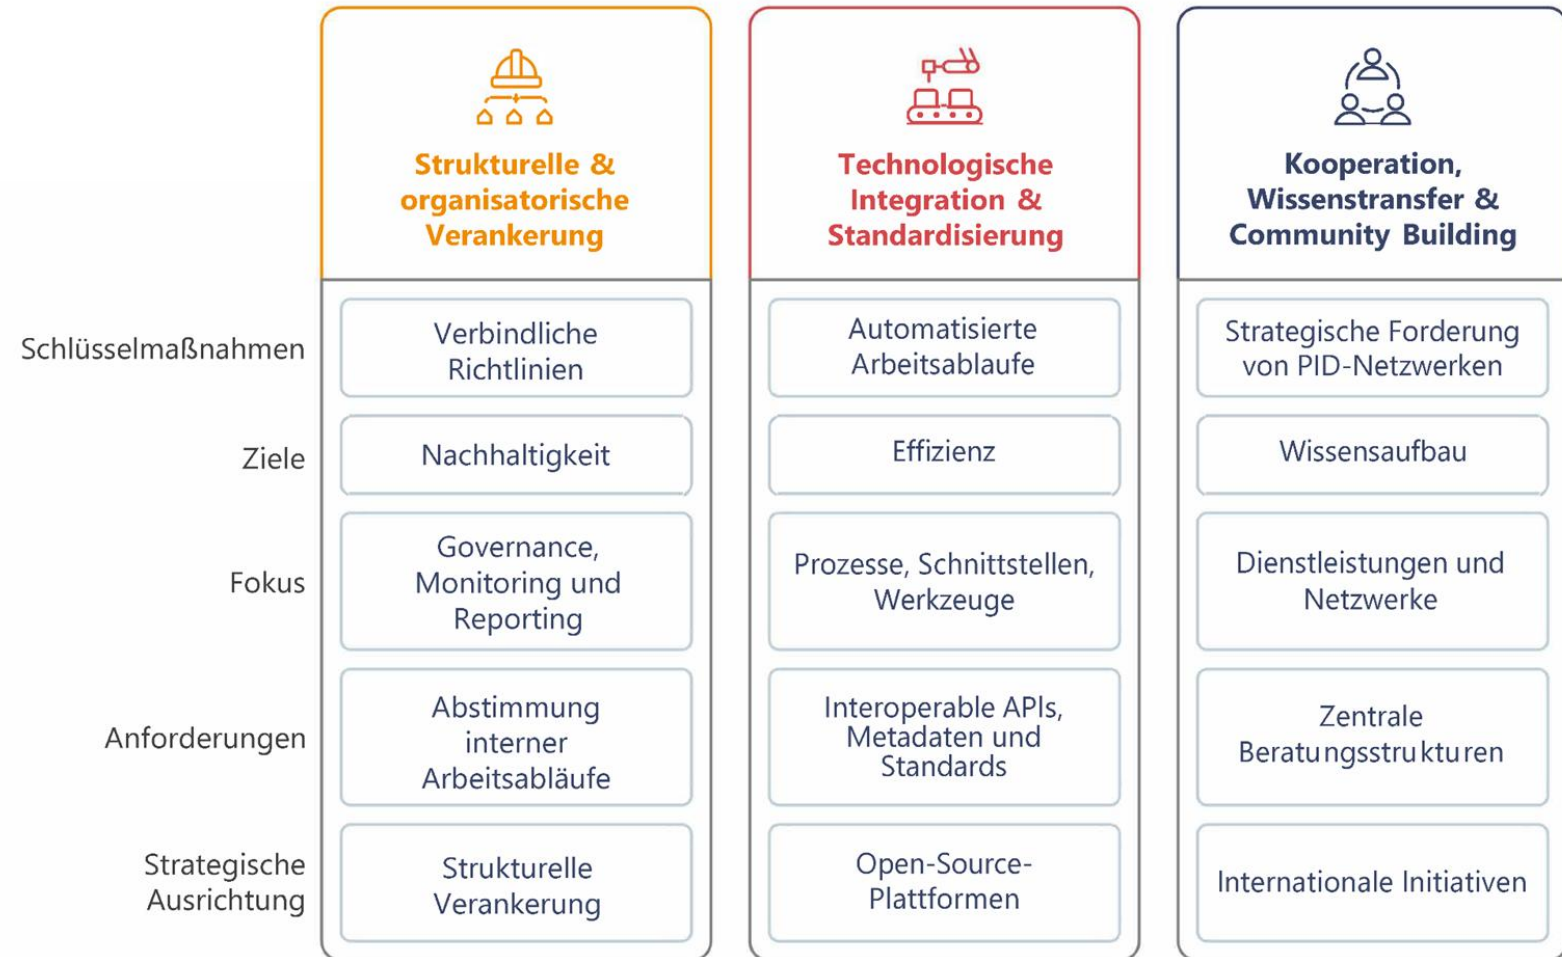 Strukturelle &
organisatorische
Verankerung
Technologische
Integration &
Standardisierung
Kooperation,
Wissenstransfer &
Community Building
Schlüsselmaßnahmen
Verbindliche
Richtlinien
Automatisierte
Arbeitsablaufe
Strategische Forderung
von PID-Netzwerken
Ziele
Nachhaltigkeit
Effizienz
Wissensaufbau
Fokus
Governance,
Monitoring und
Reporting
Prozesse, Schnittstellen,
Werkzeuge
Dienstleistungen und
Netzwerke
Anforderungen
Abstimmung
interner
Arbeitsabläufe
Interoperable APIs,
Metadaten und
Standards
Zentrale
Beratungsstrukturen
Strategische
Ausrichtung
Strukturelle
Verankerung
Open-Source-
Plattformen
Internationale Initiativen